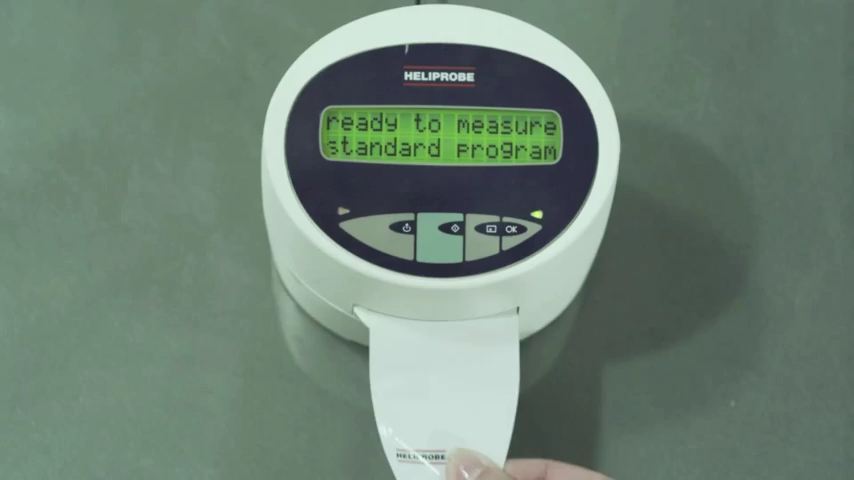 HELIPROBE
ready to measure
standard program
OK
HELIPROBE